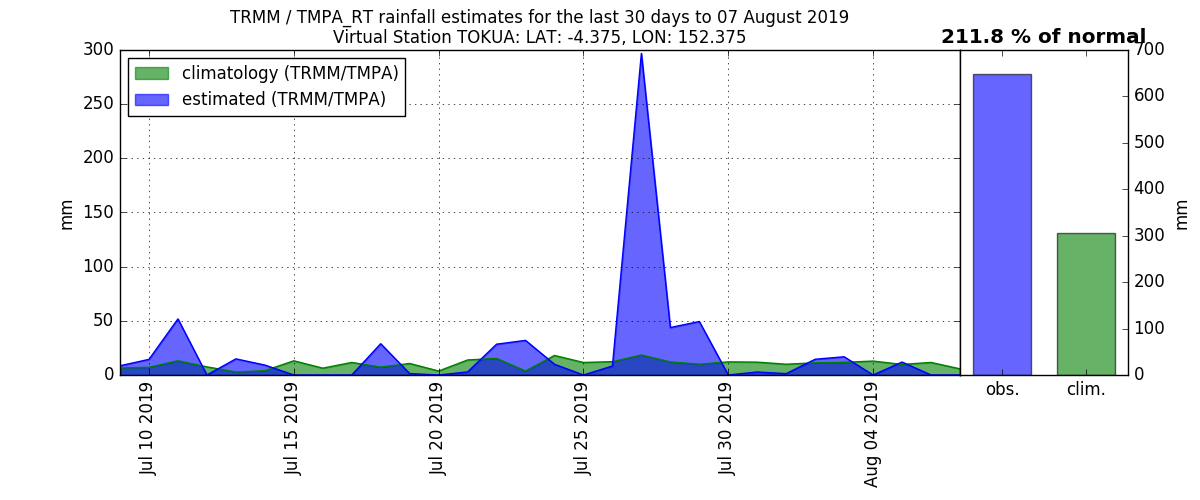 TRMM / TMPA_RT rainfall estimates for the last 30 days to 07 August 2019
Virtual Station TOKUA: LAT: -4.375, LON: 152.375
211.8 % of normal
climatology (TRMM/TMPA)
estimated (TRMM/TMPA)
mm
300
250
200
150
100
50
0
Jul 10 2019
Jul 15 2019
Jul 20 2019
Jul 25 2019
Jul 30 2019
Aug 04 2019
700
600
500
400
300
200
100
0
mm
obs.
clim.